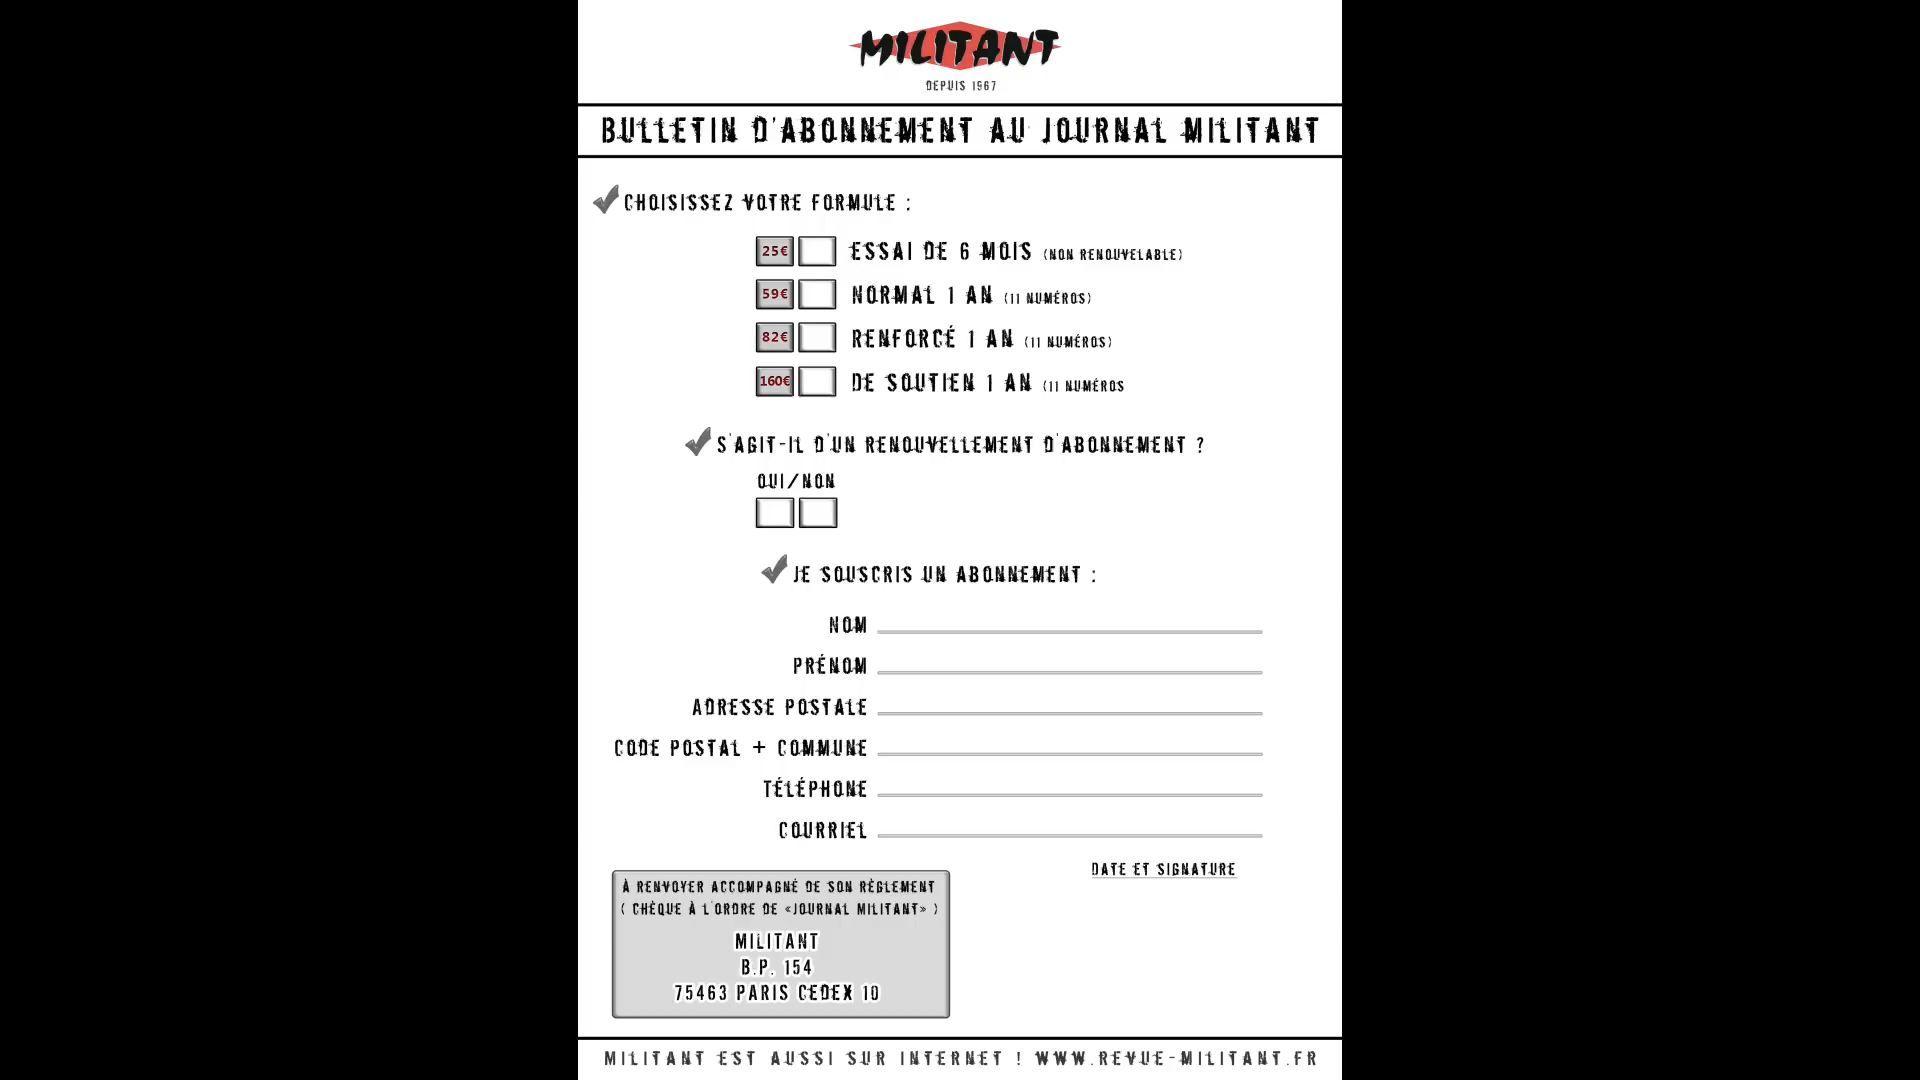 MILITANT
DEPUIS 1967
BULLETIN D'ABONNEMENT AU JOURNAL MILITANT
CHOISISSEZ VOTRE FORMULE :
25€ ESSAI DE 6 MOIS (NON RENOUVELABLE)
59€ NORMAL 1 AN (11 NUMÉROS)
82€ RENFORCÉ 1 AN (11 NUMÉROS)
160€ DE SOUTIEN 1 AN (11 NUMÉROS
S'AGIT-IL D'UN RENOUVELLEMENT D'ABONNEMENT ?
OUI/NON
JE SOUSCRIS UN ABONNEMENT :
NOM
PRÉNOM
ADRESSE POSTALE
CODE POSTAL + COMMUNE
TÉLÉPHONE
COURRIEL
DATE ET SIGNATURE
À RENVOYER ACCOMPAGNÉ DE SON RÈGLEMENT
( CHÈQUE À L'ORDRE DE «JOURNAL MILITANT» )
MILITANT
B.P. 154
75463 PARIS CEDEX 10
MILITANT EST AUSSI SUR INTERNET ! WWW.REVUE-MILITANT.FR